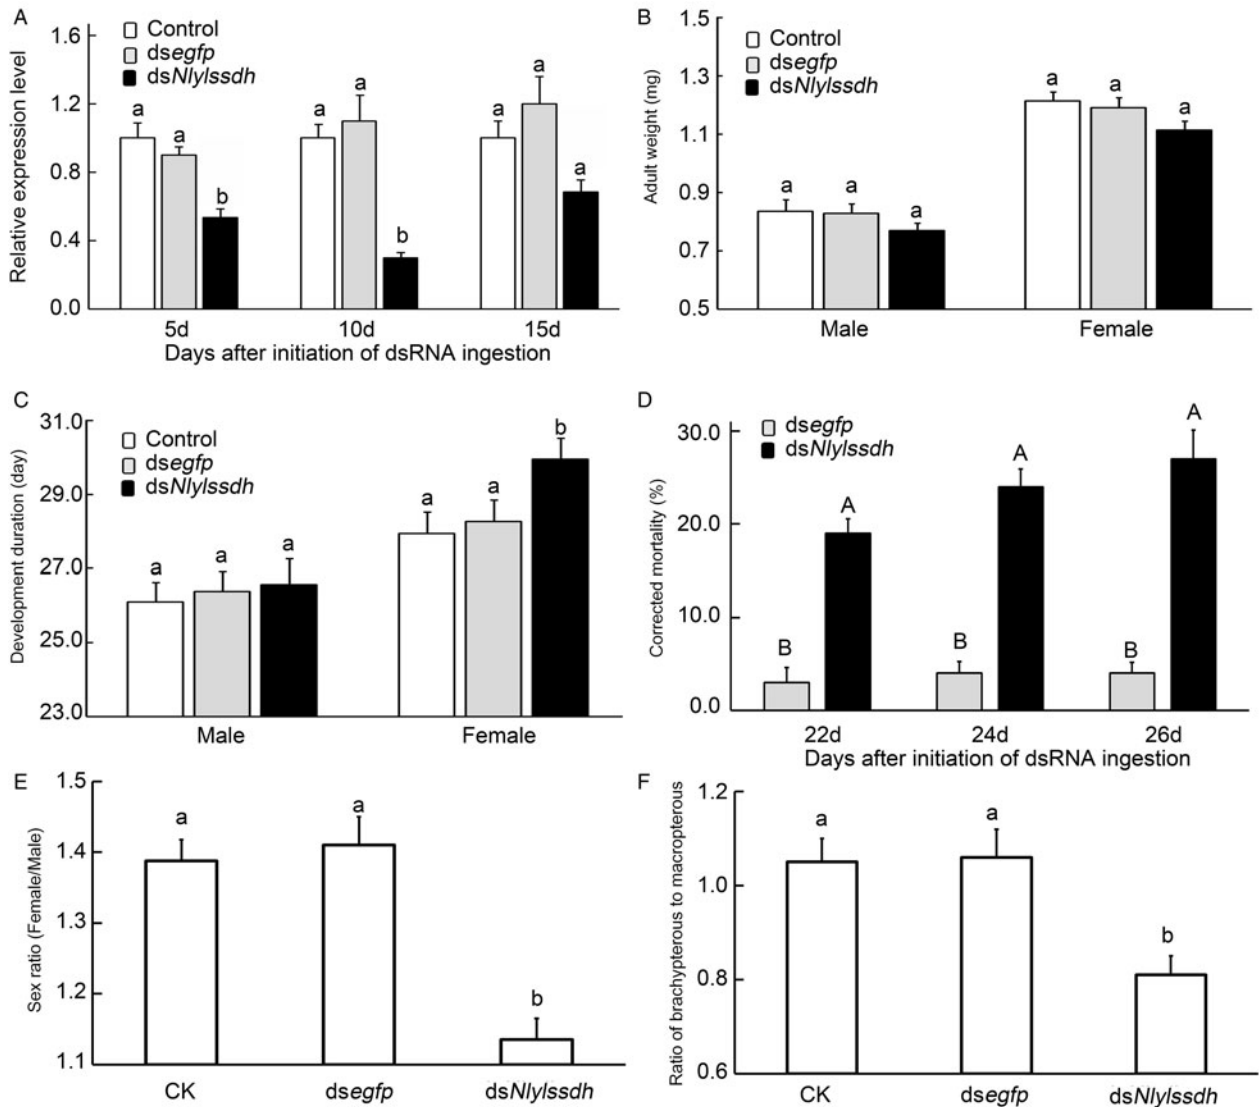 A
Control
dsegfp
dsNlylssdh
Relative expression level
1.6
1.2
0.8
0.4
0.0
a
a
b
a
a
b
a
a
a
5d
10d
15d
Days after initiation of dsRNA ingestion
B
Control
dsegfp
dsNlylssdh
Adult weight (mg)
1.3
1.1
0.9
0.7
0.5
a
a
a
a
a
a
Male
Female
C
Control
dsegfp
dsNlylssdh
Development duration (day)
31.0
29.0
27.0
25.0
23.0
a
a
a
a
a
b
Male
Female
D
dsegfp
dsNlylssdh
Corrected mortality (%)
30.0
20.0
10.0
0.0
B
A
B
A
B
A
22d
24d
26d
Days after initiation of dsRNA ingestion
E
Sex ratio (Female/Male)
1.5
1.4
1.3
1.2
1.1
a
a
b
CK
dsegfp
dsNlylssdh
F
Ratio of brachypterous to macropterous
1.2
1.0
0.8
0.6
a
a
b
CK
dsegfp
dsNlylssdh